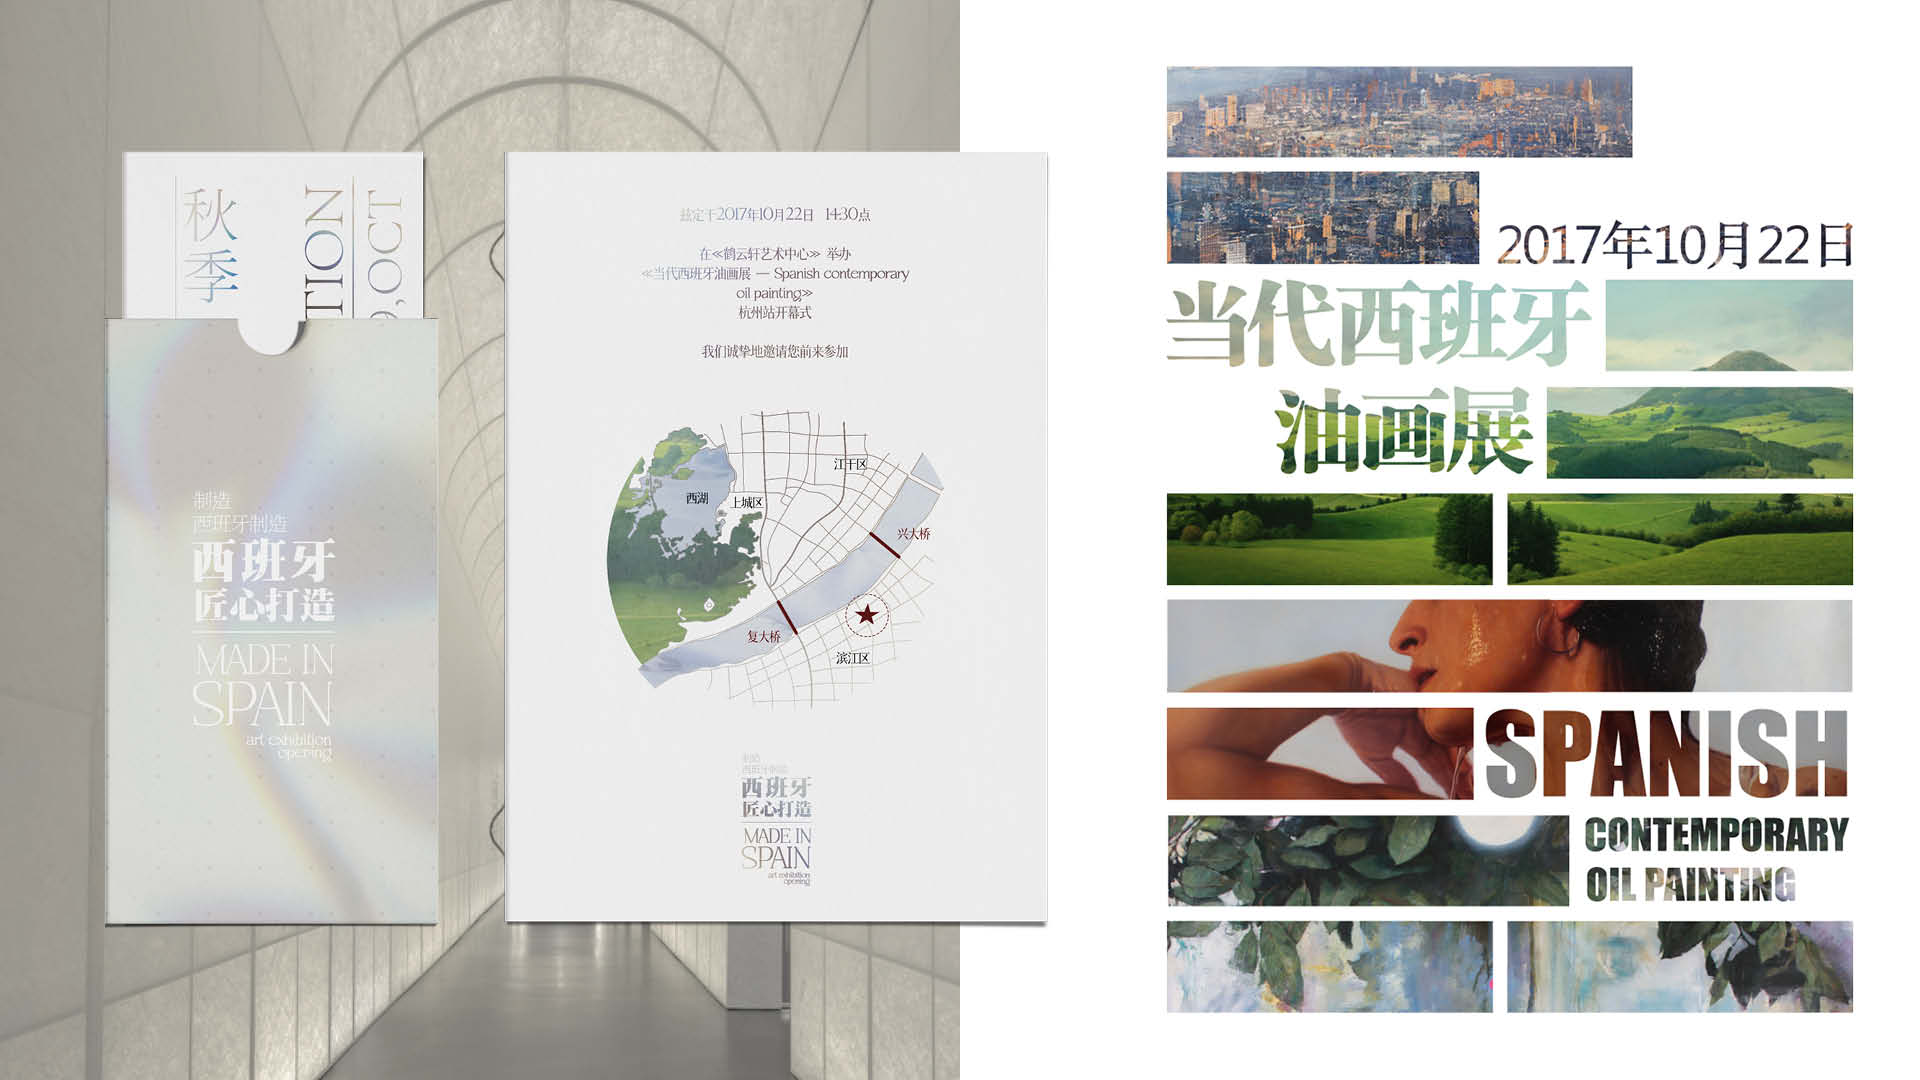 秋
季
TION
9,OCT
制造
西班牙制造
西班牙
匠心打造
MADE IN
SPAIN
art exhibition
opening
兹定于2017年10月22日 14:30点
在≪鹤云轩艺术中心≫ 举办
≪当代西班牙油画展 — Spanish contemporary
oil painting≫
杭州站开幕式
我们诚挚地邀请您前来参加
江干区
西湖
上城区
兴大桥
复大桥
滨江区
制造
西班牙制造
西班牙
匠心打造
MADE IN
SPAIN
art exhibition
opening
2017年10月22日
当代西班牙
油画展
SPANISH
CONTEMPORARY
OIL PAINTING